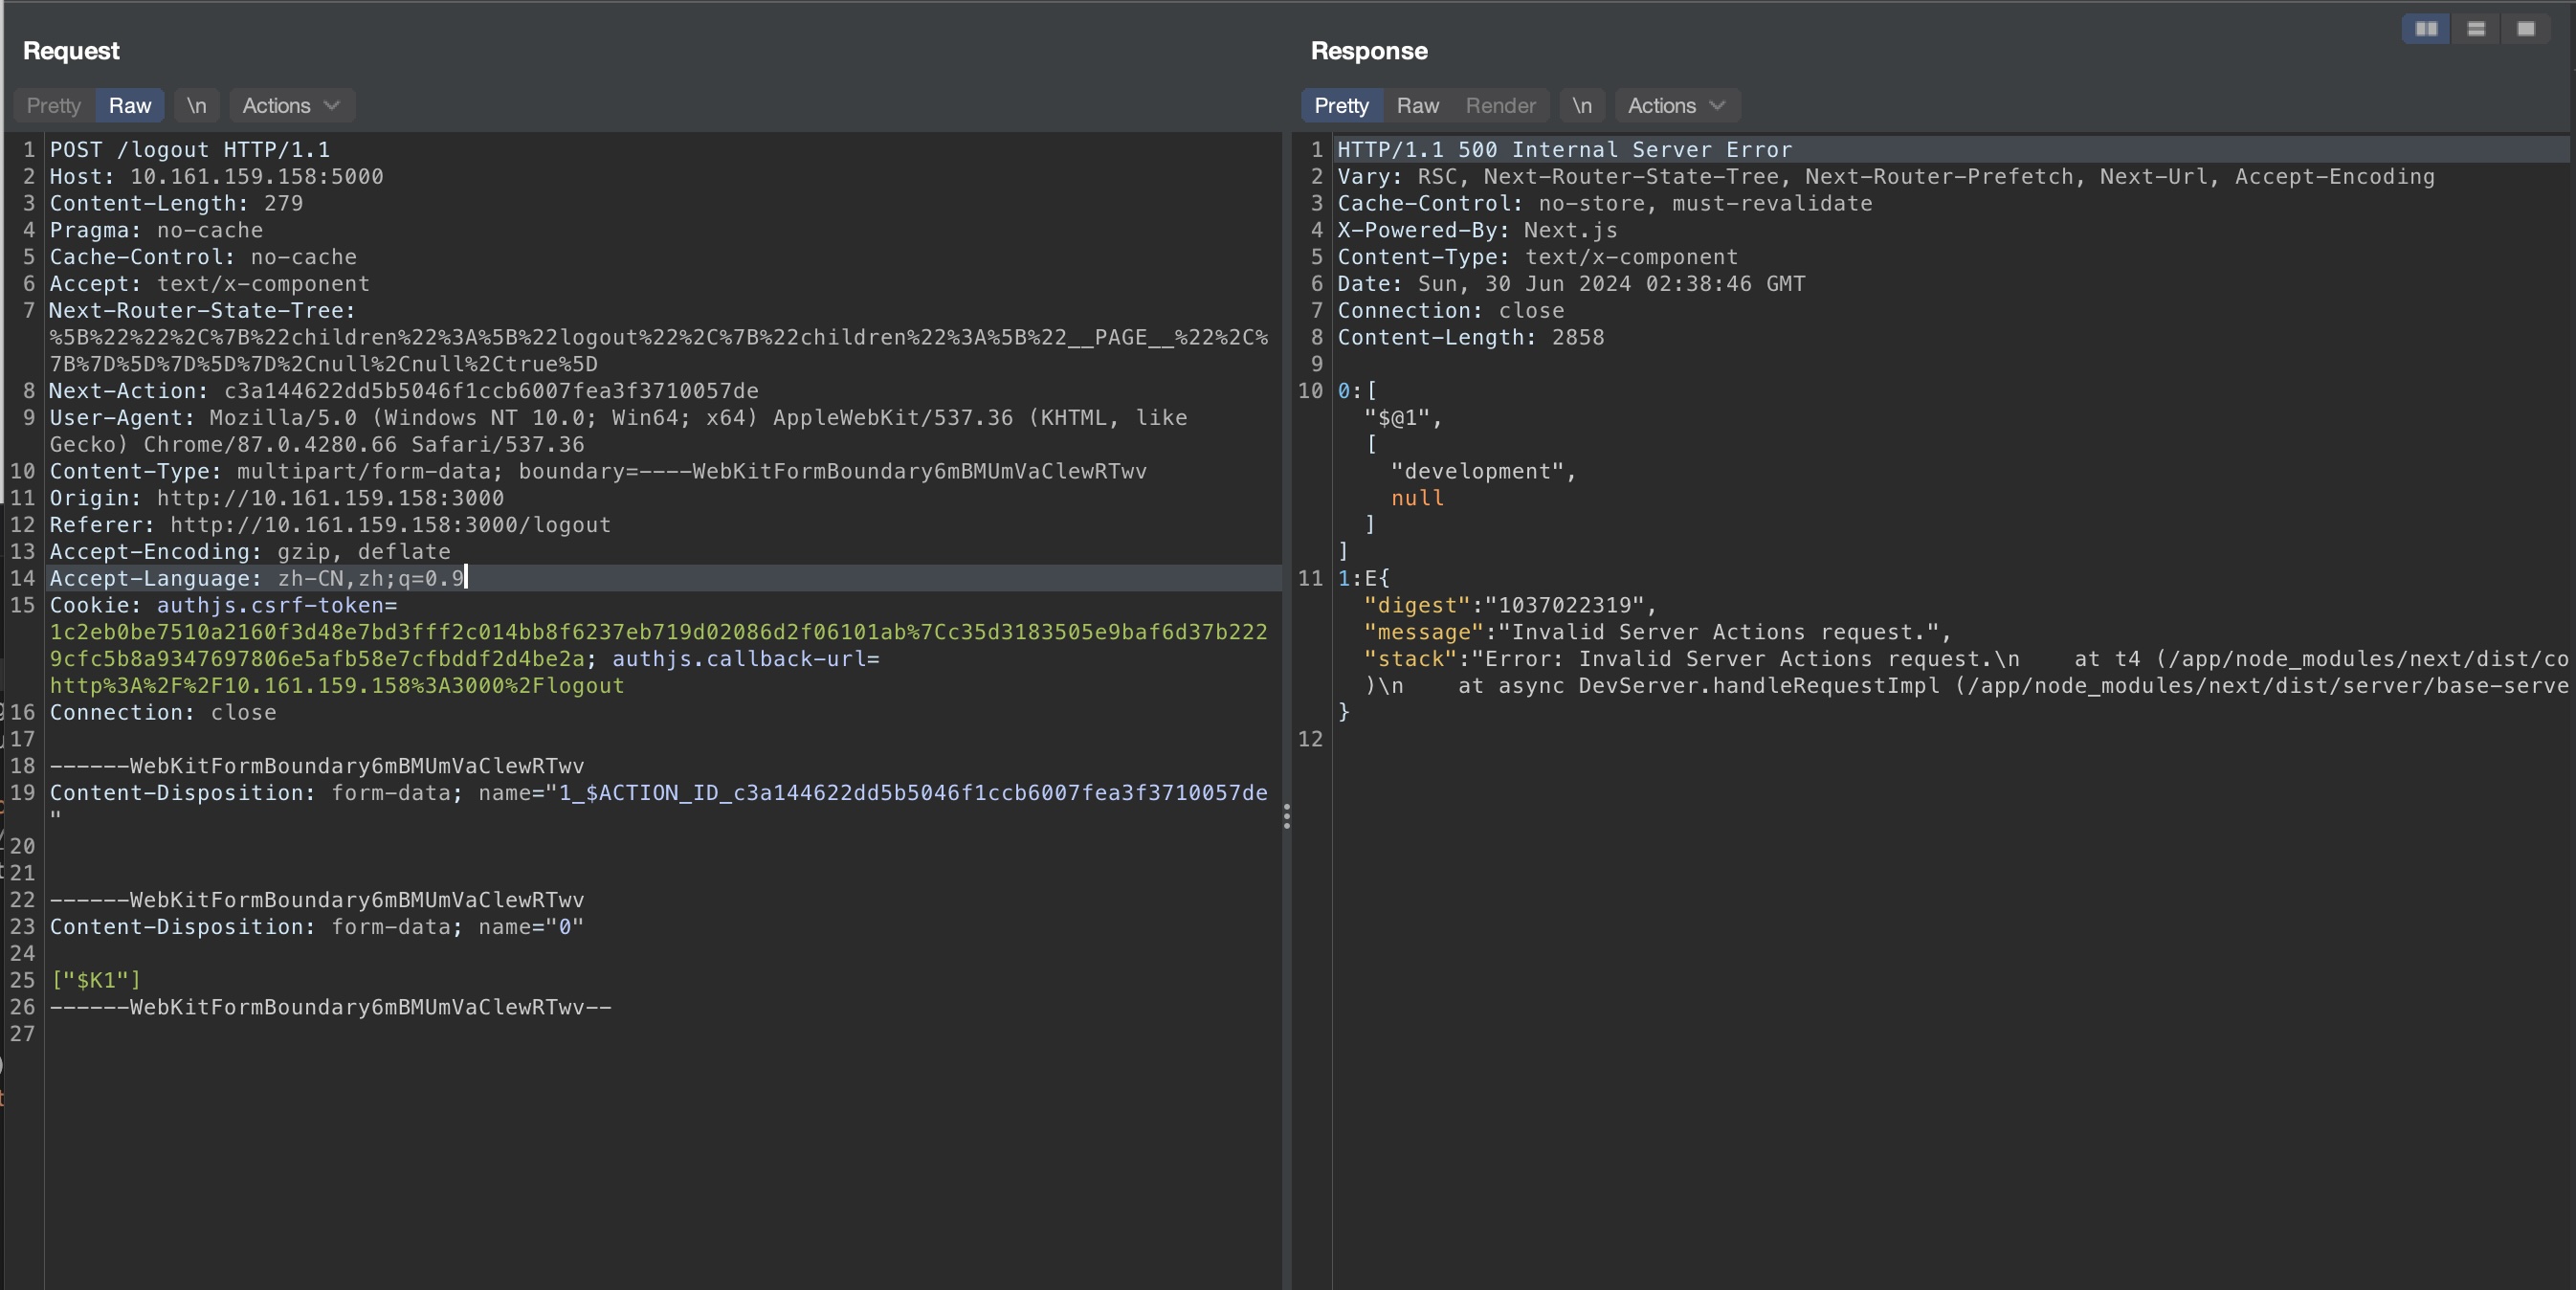 Request
Pretty Raw \n Actions
1 POST /logout HTTP/1.1
2 Host: 10.161.159.158:5000
3 Content-Length: 279
4 Pragma: no-cache
5 Cache-Control: no-cache
6 Accept: text/x-component
7 Next-Router-State-Tree:
%5B%22%22%2C%7B%22children%22%3A%5B%22logout%22%2C%7B%22children%22%3A%5B%22__PAGE__%22%2C%
7B%7D%5D%7D%5D%7D%2Cnull%2Cnull%2Ctrue%5D
8 Next-Action: c3a144622dd5b5046f1ccb6007fea3f3710057de
9 User-Agent: Mozilla/5.0 (Windows NT 10.0; Win64; x64) AppleWebKit/537.36 (KHTML, like
Gecko) Chrome/87.0.4280.66 Safari/537.36
10 Content-Type: multipart/form-data; boundary=----WebKitFormBoundary6mBMUmVaClewRTwv
11 Origin: http://10.161.159.158:3000
12 Referer: http://10.161.159.158:3000/logout
13 Accept-Encoding: gzip, deflate
14 Accept-Language: zh-CN,zh;q=0.9
15 Cookie: authjs.csrf-token=
1c2eb0be7510a2160f3d48e7bd3fff2c014bb8f6237eb719d02086d2f06101ab%7Cc35d3183505e9baf6d37b222
9cfc5b8a9347697806e5afb58e7cfbddf2d4be2a; authjs.callback-url=
http%3A%2F%2F10.161.159.158%3A3000%2Flogout
16 Connection: close
17
18 ------WebKitFormBoundary6mBMUmVaClewRTwv
19 Content-Disposition: form-data; name="1_$ACTION_ID_c3a144622dd5b5046f1ccb6007fea3f3710057de
"
20
21
22 ------WebKitFormBoundary6mBMUmVaClewRTwv
23 Content-Disposition: form-data; name="0"
24
25 ["$K1"]
26 ------WebKitFormBoundary6mBMUmVaClewRTwv--
27
Response
Pretty Raw Render \n Actions
1 HTTP/1.1 500 Internal Server Error
2 Vary: RSC, Next-Router-State-Tree, Next-Router-Prefetch, Next-Url, Accept-Encoding
3 Cache-Control: no-store, must-revalidate
4 X-Powered-By: Next.js
5 Content-Type: text/x-component
6 Date: Sun, 30 Jun 2024 02:38:46 GMT
7 Connection: close
8 Content-Length: 2858
9
10 0:[
"$@1",
[
"development",
null
]
]
11 1:E{
"digest":"1037022319",
"message":"Invalid Server Actions request.",
"stack":"Error: Invalid Server Actions request.\n    at t4 (/app/node_modules/next/dist/co
)\n    at async DevServer.handleRequestImpl (/app/node_modules/next/dist/server/base-serve
}
12